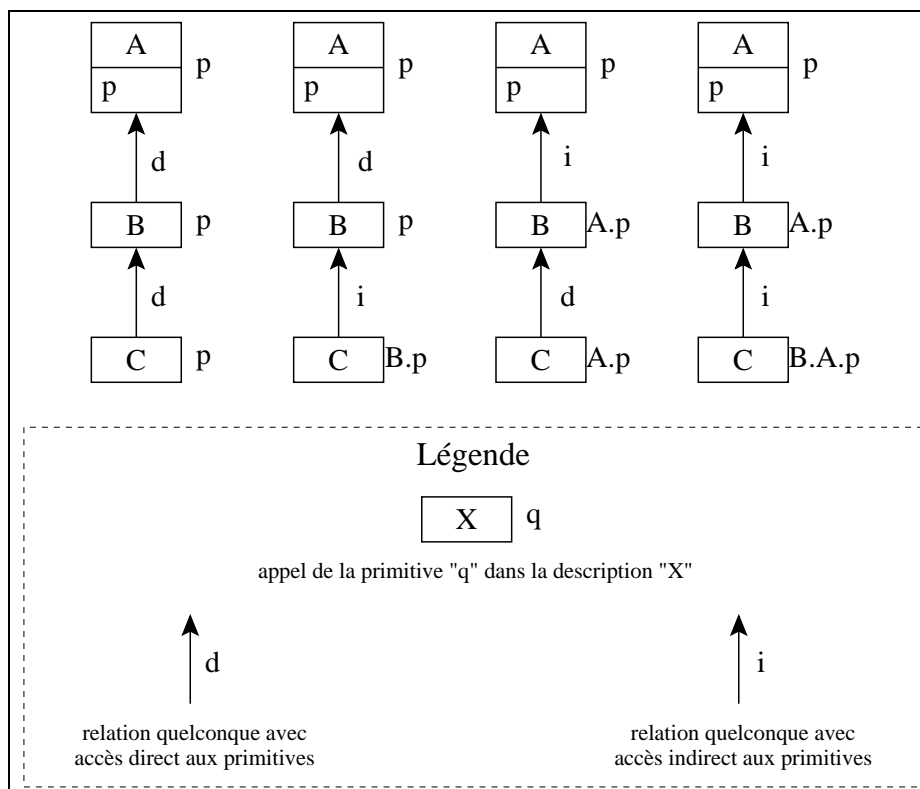 A A A A
p p p p
p p p p
d d i i
B p B p B A.p B A.p
d i d i
C p C B.p C A.p C B.A.p
Légende
X q
appel de la primitive "q" dans la description "X"
d i
relation quelconque avec relation quelconque avec
accès direct aux primitives accès indirect aux primitives